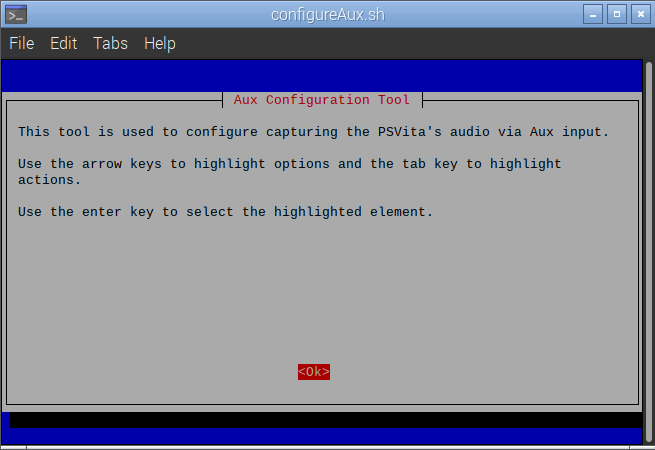 configureAux.sh
File Edit Tabs Help
Aux Configuration Tool
This tool is used to configure capturing the PSVita's audio via Aux input.
Use the arrow keys to highlight options and the tab key to highlight
actions.
Use the enter key to select the highlighted element.
<Ok>